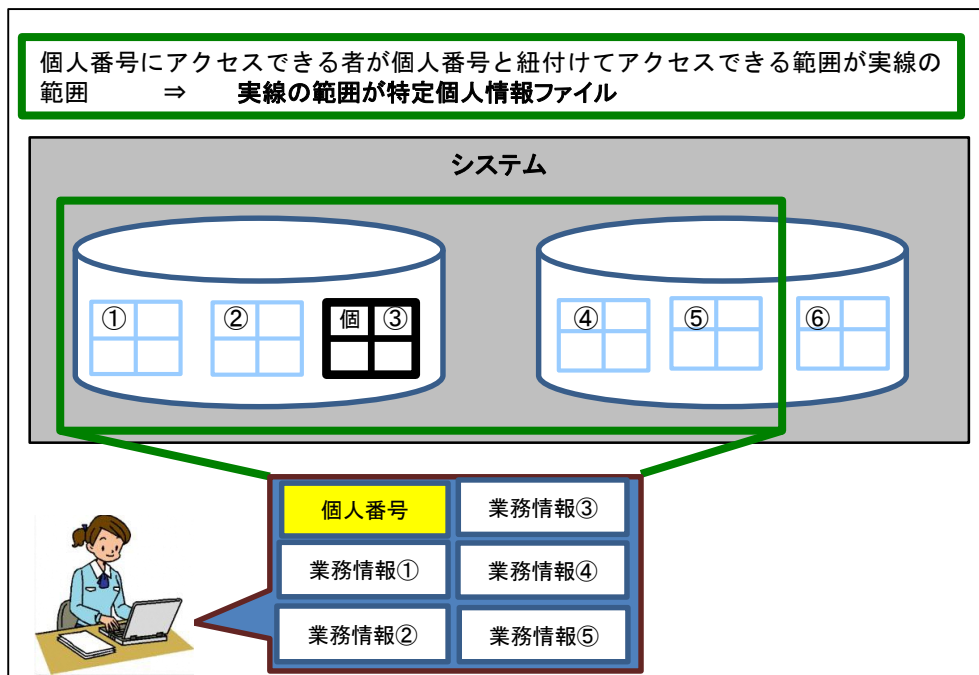 個人番号にアクセスできる者が個人番号と紐付けてアクセスできる範囲が実線の
範囲　　　⇒　　実線の範囲が特定個人情報ファイル
システム
① ② 個 ③ ④ ⑤ ⑥
個人番号 業務情報③
業務情報① 業務情報④
業務情報② 業務情報⑤